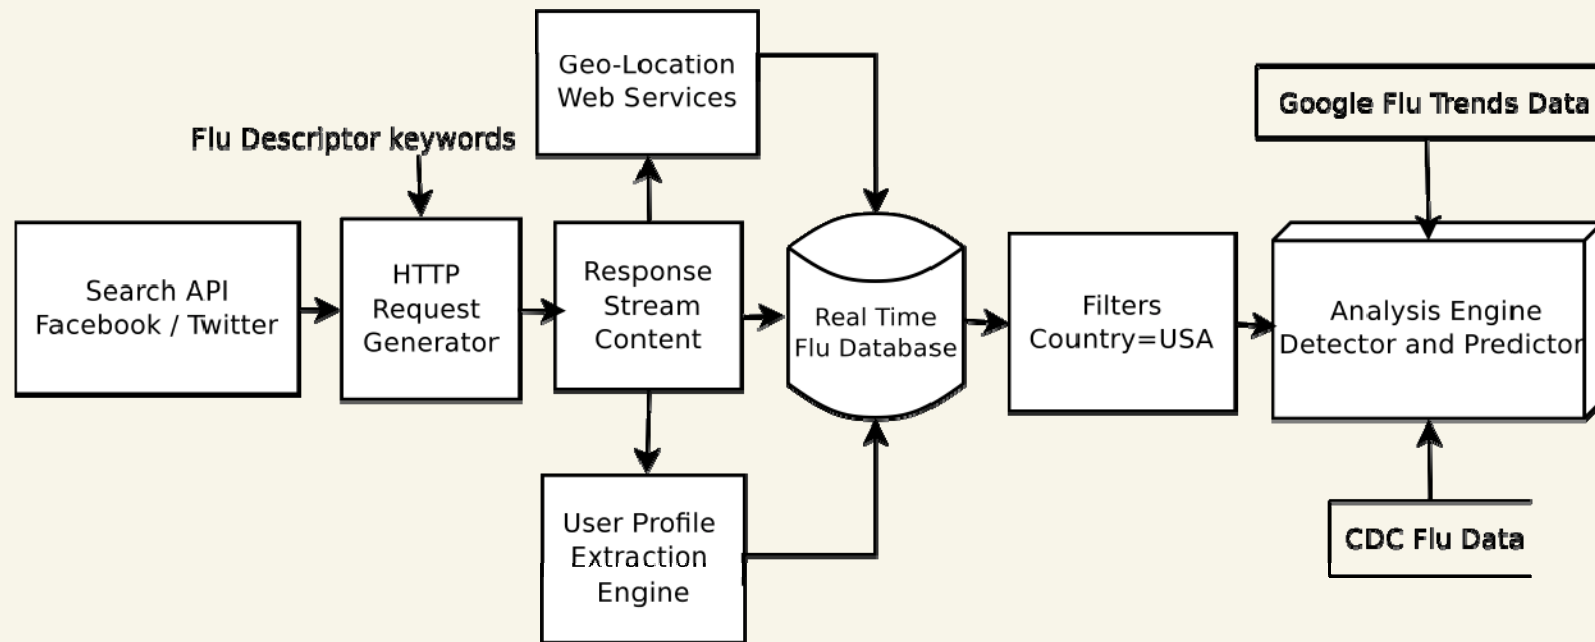 Geo-Location
Web Services
Google Flu Trends Data
Flu Descriptor keywords
Search API
Facebook / Twitter
HTTP
Request
Generator
Response
Stream
Content
Real Time
Flu Database
Filters
Country=USA
Analysis Engine
Detector and Predictor
User Profile
Extraction
Engine
CDC Flu Data